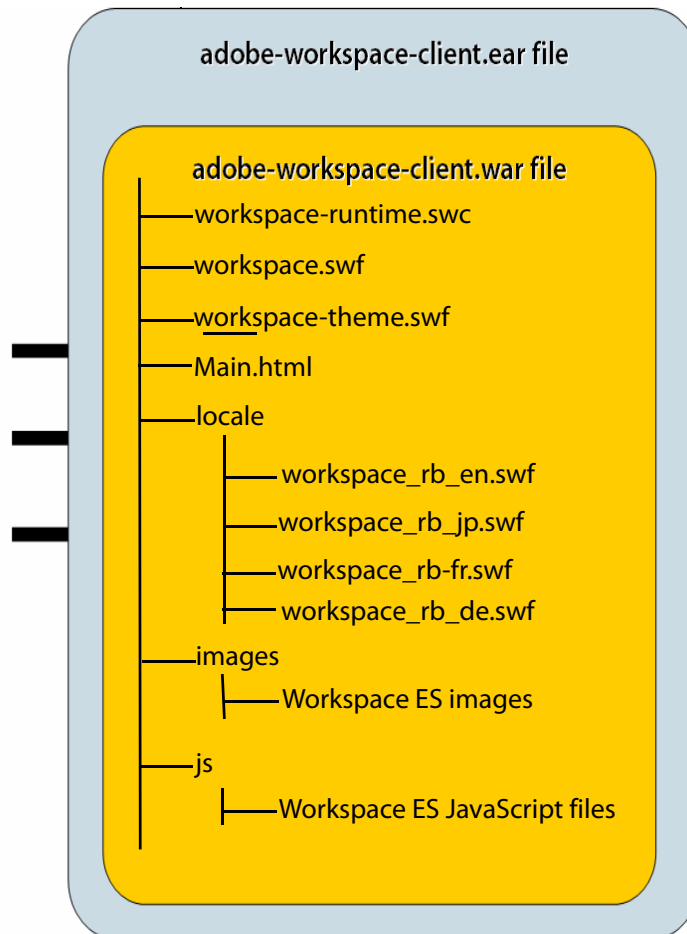 adobe-workspace-client.ear file
adobe-workspace-client.war file
workspace-runtime.swc
workspace.swf
workspace-theme.swf
Main.html
locale
workspace_rb_en.swf
workspace_rb_jp.swf
workspace_rb-fr.swf
workspace_rb_de.swf
images
Workspace ES images
js
Workspace ES JavaScript files